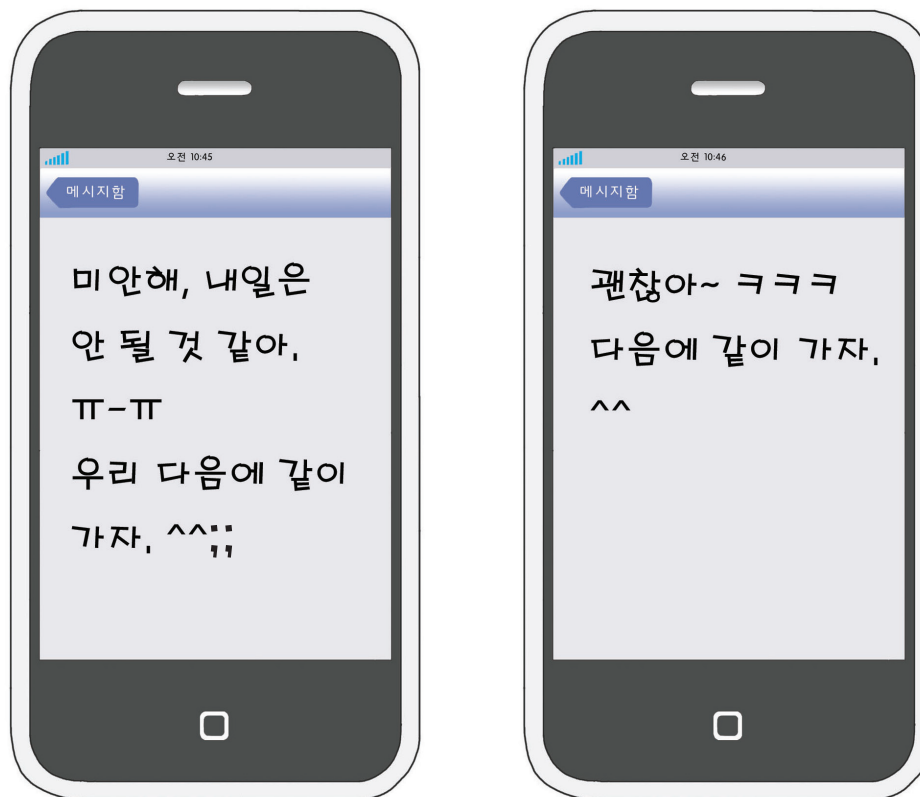 오전 10:45
메시지함
미안해, 내일은
안 될 것 같아.
ㅠ-ㅠ
우리 다음에 같이
가자. ^^;;
오전 10:46
메시지함
괜찮아~ ㅋㅋㅋ
다음에 같이 가자.
^^